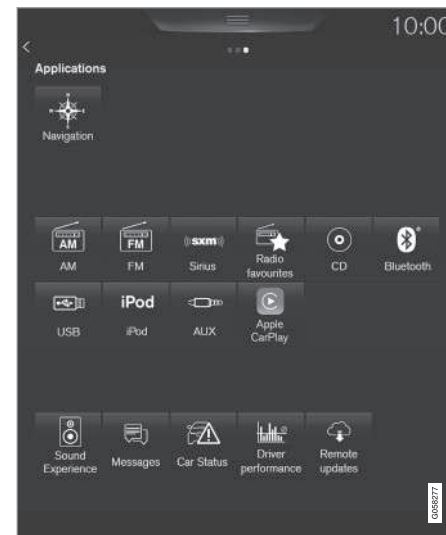 10:00
Applications
Navigation
AM
FM
sxm
AM
FM
Sirius
Radio
favourites
CD
Bluetooth
iPod
USB
iPod
AUX
Apple
CarPlay
Sound
Experience
Messages
Car Status
Driver
performance
Remote
updates
G058277